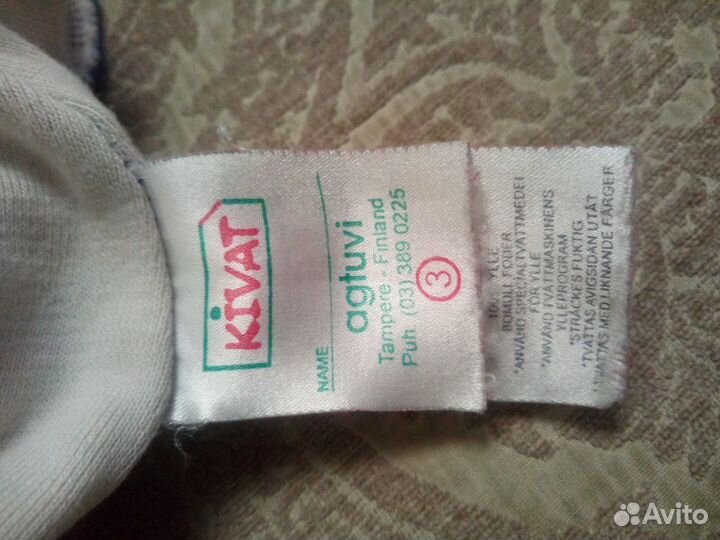 KIVAT
NAME
agtuvi
Tampere - Finland
Puh (03) 389 0225
3
100% YLLE
BOMULL FODER
*ANVÄND SPECIALTVÄTTMEDEL
FÖR YLLE
*ANVÄND TVÄTTMASKINENS
YLLEPROGRAM
*STRÄCKES FUKTIG
*TVÄTTAS AVIGSIDAN UTÅT
*TVÄTTAS MED LIKNANDE FÄRGER
Avito